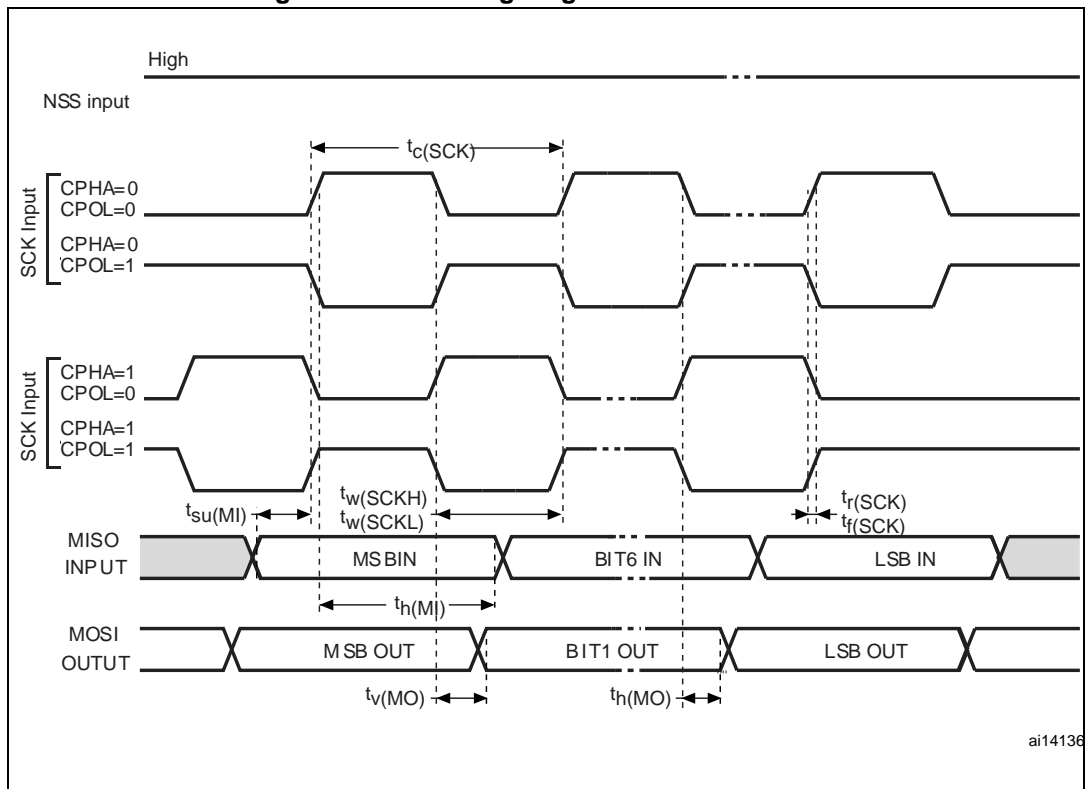 High
NSS input
tc(SCK)
SCK Input
CPHA=0
CPOL=0
CPHA=0
CPOL=1
SCK Input
CPHA=1
CPOL=0
CPHA=1
CPOL=1
tsu(MI)
tw(SCKH)
tw(SCKL)
tr(SCK)
tf(SCK)
MISO
INPUT
MSBIN
BIT6 IN
LSB IN
th(MI)
MOSI
OUTUT
MSB OUT
BIT1 OUT
LSB OUT
tv(MO)
th(MO)
ai14136